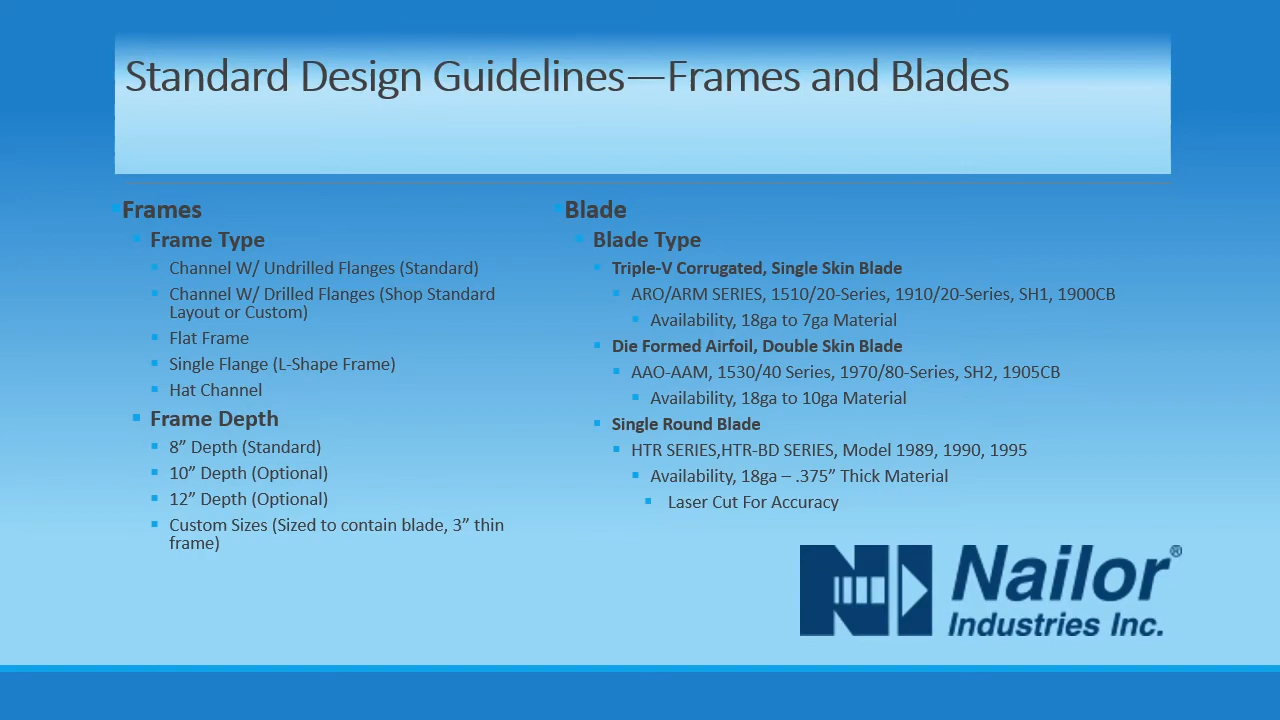 Standard Design Guidelines—Frames and Blades
Frames
Frame Type
Channel W/ Undrilled Flanges (Standard)
Channel W/ Drilled Flanges (Shop Standard
Layout or Custom)
Flat Frame
Single Flange (L-Shape Frame)
Hat Channel
Frame Depth
8” Depth (Standard)
10” Depth (Optional)
12” Depth (Optional)
Custom Sizes (Sized to contain blade, 3” thin
frame)
Blade
Blade Type
Triple-V Corrugated, Single Skin Blade
ARO/ARM SERIES, 1510/20-Series, 1910/20-Series, SH1, 1900CB
Availability, 18ga to 7ga Material
Die Formed Airfoil, Double Skin Blade
AAO-AAM, 1530/40 Series, 1970/80-Series, SH2, 1905CB
Availability, 18ga to 10ga Material
Single Round Blade
HTR SERIES,HTR-BD SERIES, Model 1989, 1990, 1995
Availability, 18ga – .375” Thick Material
Laser Cut For Accuracy
Nailor®
Industries Inc.